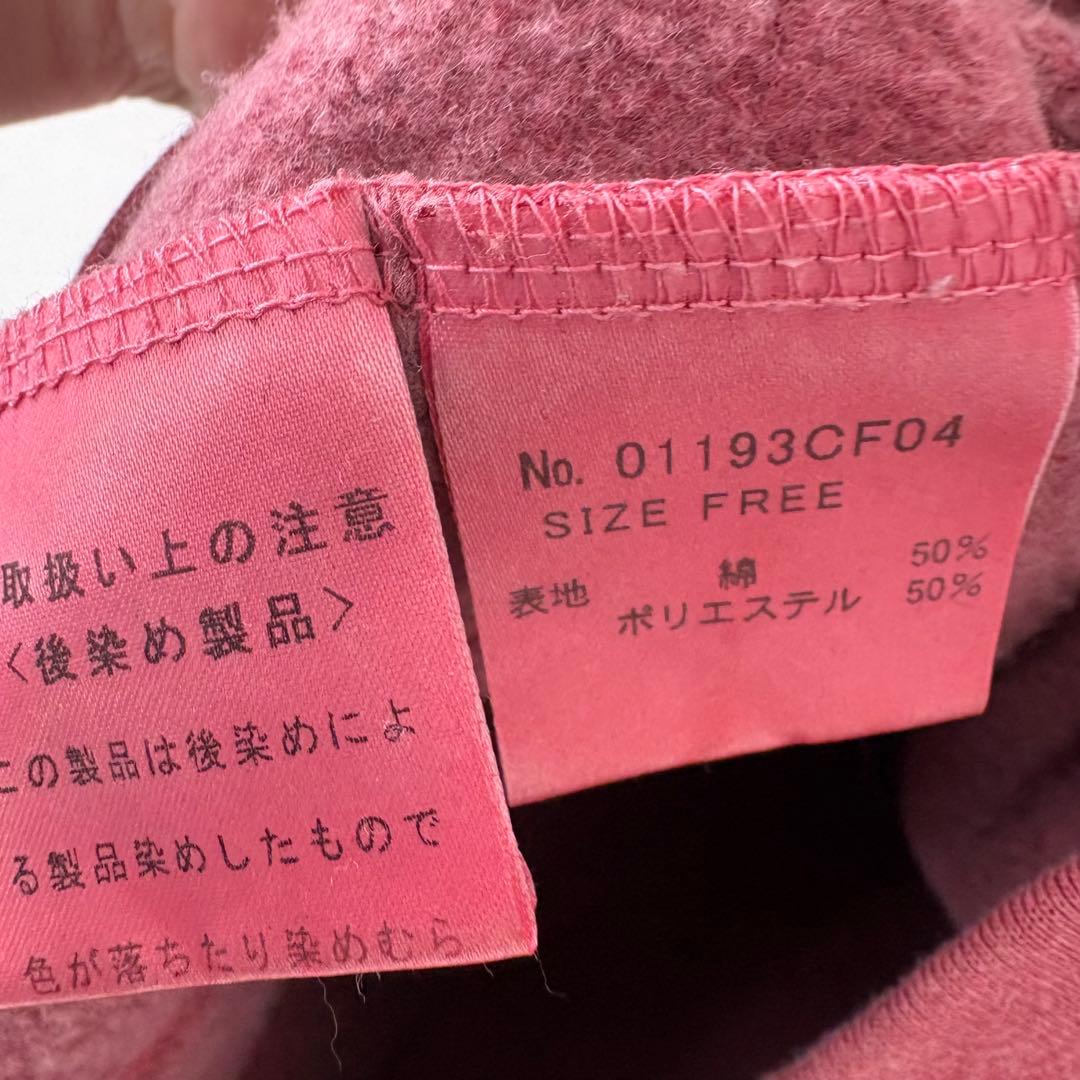 取扱い上の注意
<後染め製品>
この製品は後染めによ
る製品染めしたもので
色が落ちたり染めむら
No. 01193CF04
SIZE FREE
表地 綿 50%
ポリエステル 50%